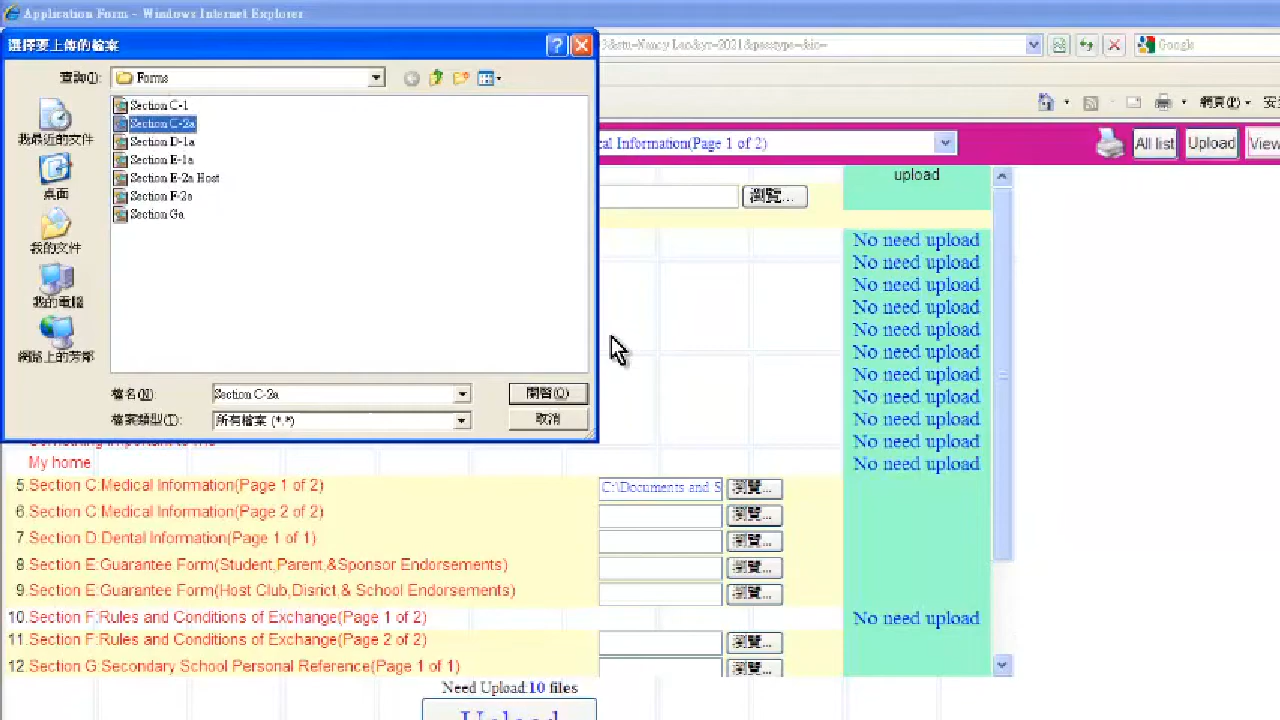 Application Form - Windows Internet Explorer
選擇要上傳的檔案
3&stu=Nancy Lao&yr=2021&passtype=&io=
Google
查詢(I):
Forms
網頁(P)
我最近的文件
桌面
我的文件
我的電腦
網路上的芳鄰
Section C-1
Section C-2a
Section D-1a
Section E-1a
Section E-2a Host
Section F-2a
Section Ga
檔名(N):
Section C-2a
開啟(O)
檔案類型(T):
所有檔案 (*.*)
取消
al Information(Page 1 of 2)
All list
Upload
View
瀏覽...
upload
No need upload
No need upload
No need upload
No need upload
No need upload
No need upload
No need upload
No need upload
No need upload
No need upload
No need upload
My home
5.Section C:Medical Information(Page 1 of 2) C:\Documents and S 瀏覽...
6.Section C:Medical Information(Page 2 of 2) 瀏覽...
7.Section D:Dental Information(Page 1 of 1) 瀏覽...
8.Section E:Guarantee Form(Student,Parent,&Sponsor Endorsements) 瀏覽...
9.Section E:Guarantee Form(Host Club,Disrict,& School Endorsements) 瀏覽...
10.Section F:Rules and Conditions of Exchange(Page 1 of 2) No need upload
11.Section F:Rules and Conditions of Exchange(Page 2 of 2) 瀏覽...
12.Section G:Secondary School Personal Reference(Page 1 of 1) 瀏覽...
Need Upload:10 files
Upload